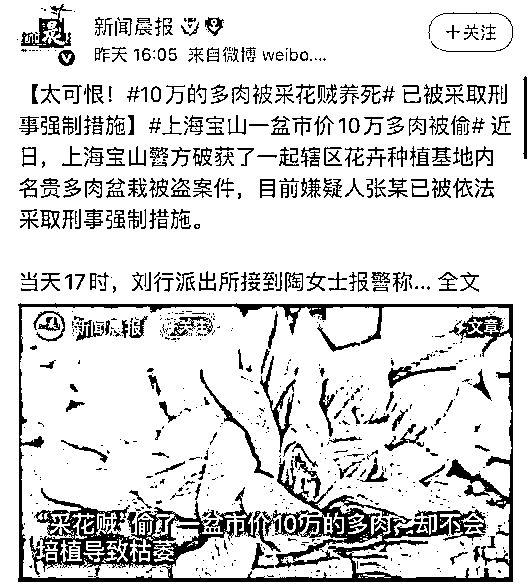 新闻晨报
昨天 16:05 来自微博 weibo....
+关注
【太可恨！#10万的多肉被采花贼养死# 已被采取刑
事强制措施】#上海宝山一盆市价10万多肉被偷# 近
日，上海宝山警方破获了一起辖区花卉种植基地内
名贵多肉盆栽被盗案件，目前嫌疑人张某已被依法
采取刑事强制措施。
当天17时，刘行派出所接到陶女士报警称... 全文
新闻晨报
+关注
文章
“采花贼”偷了一盆市价10万的多肉，却不会
培植导致枯萎